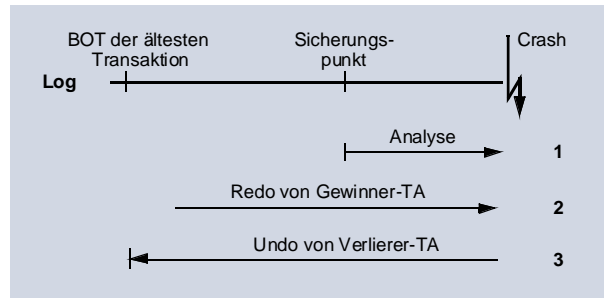 BOT der ältesten
Transaktion
Sicherungs-
punkt
Crash
Log
Analyse
1
Redo von Gewinner-TA
2
Undo von Verlierer-TA
3